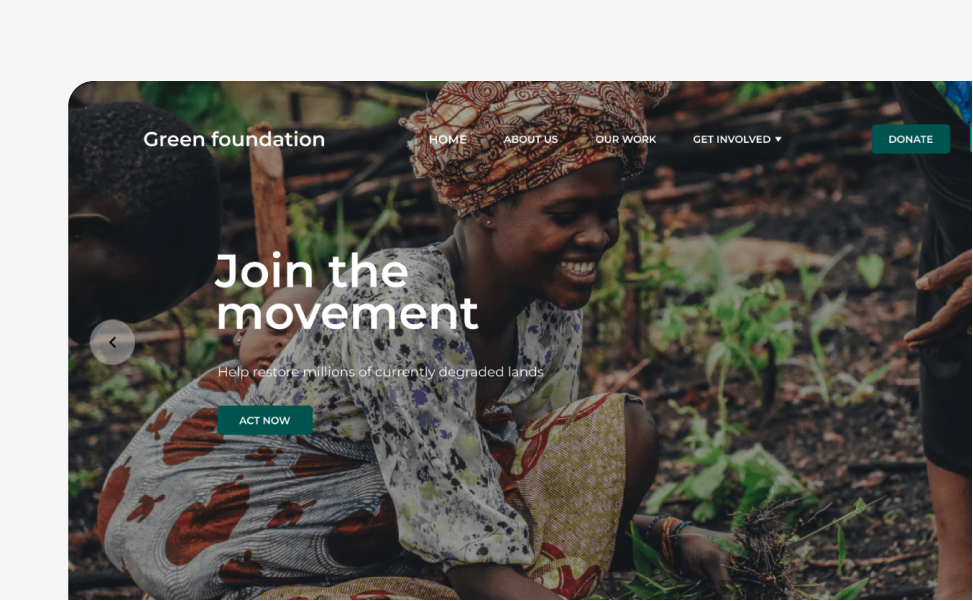 Green foundation
HOME
ABOUT US
OUR WORK
GET INVOLVED
DONATE
Join the
movement
Help restore millions of currently degraded lands
ACT NOW